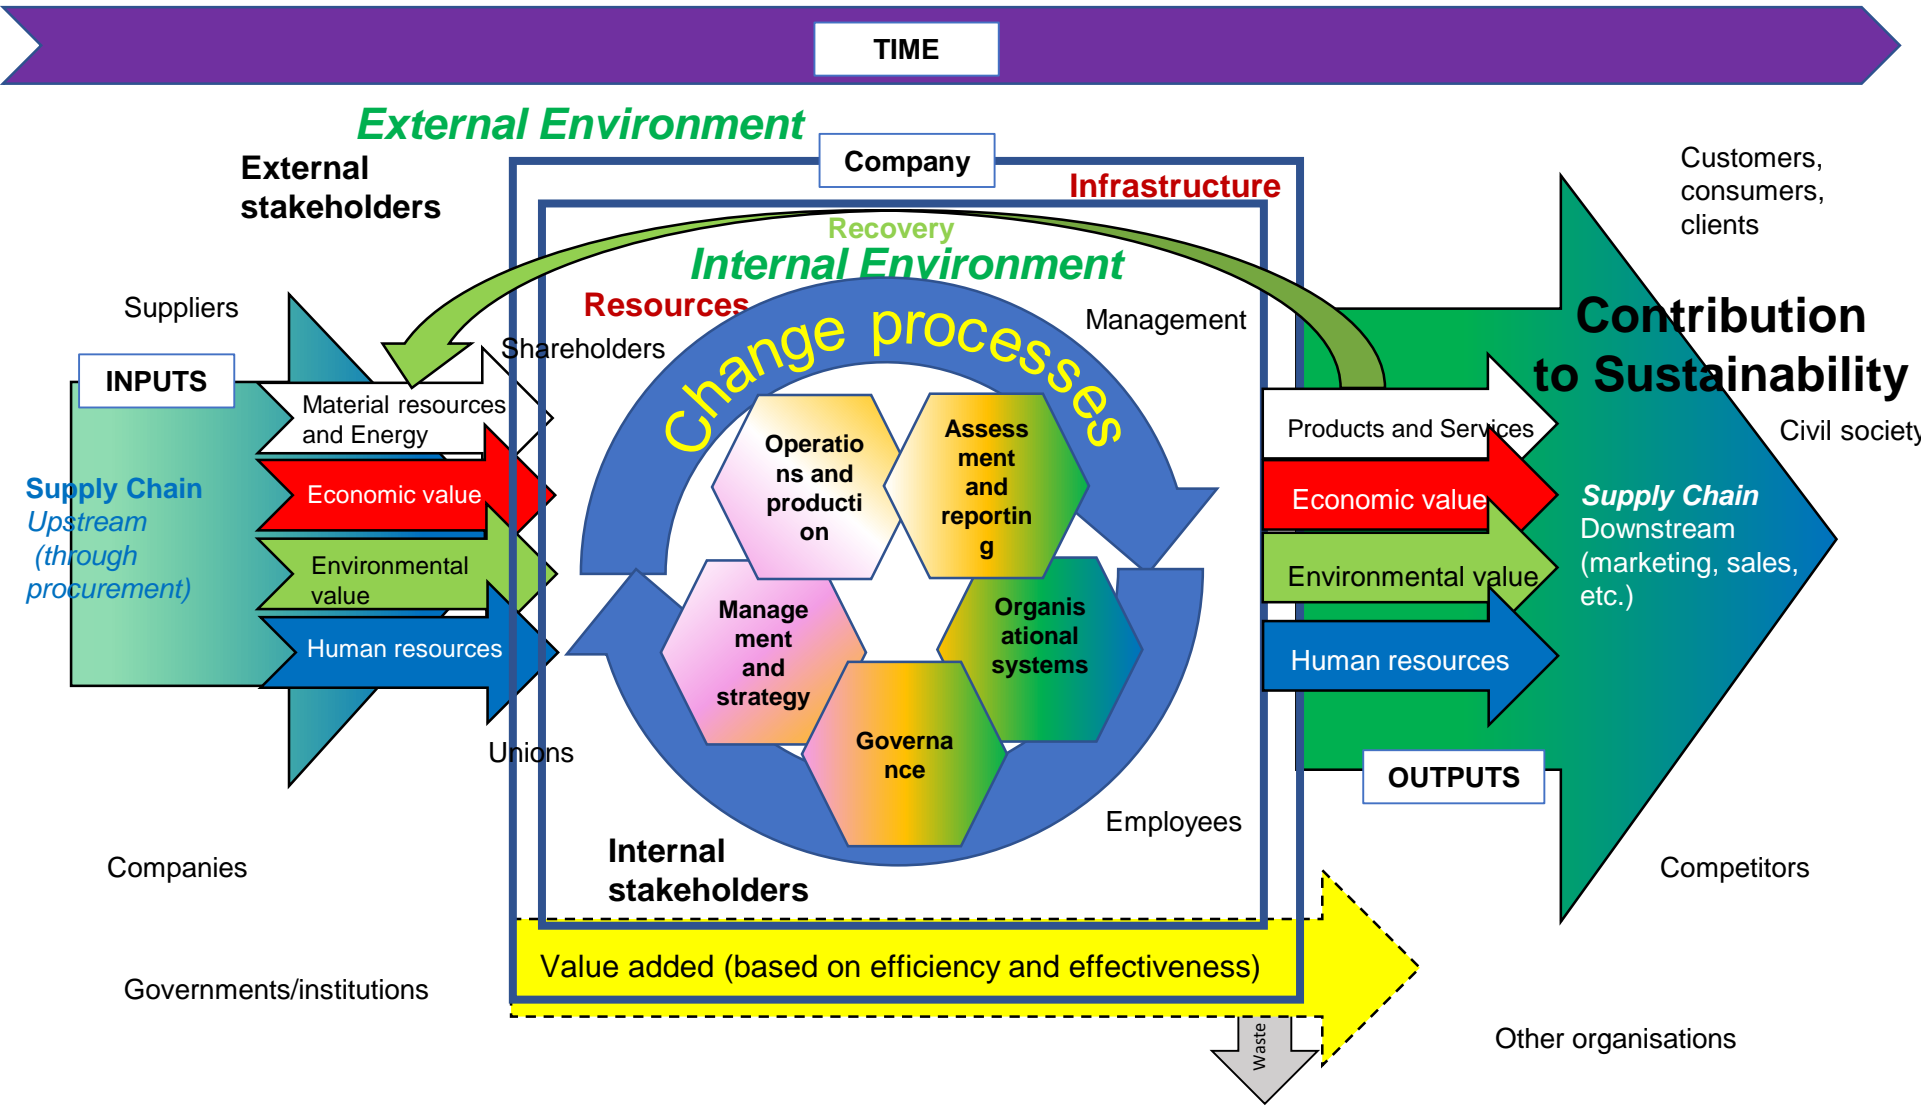 TIME
External Environment
External
stakeholders
Company
Infrastructure
Customers,
consumers,
clients
Recovery
Internal Environment
Resources
Suppliers
Management
Shareholders
Change processes
Contribution
to Sustainability
INPUTS
Material resources
and Energy
Economic value
Environmental
value
Human resources
Supply Chain
Upstream
(through
procurement)
Operatio
ns and
producti
on
Assess
ment
and
reportin
g
Manage
ment
and
strategy
Organis
ational
systems
Governa
nce
Products and Services
Economic value
Environmental value
Human resources
Civil society
Supply Chain
Downstream
(marketing, sales,
etc.)
Unions
OUTPUTS
Employees
Internal
stakeholders
Companies
Competitors
Value added (based on efficiency and effectiveness)
Governments/institutions
Waste
Other organisations